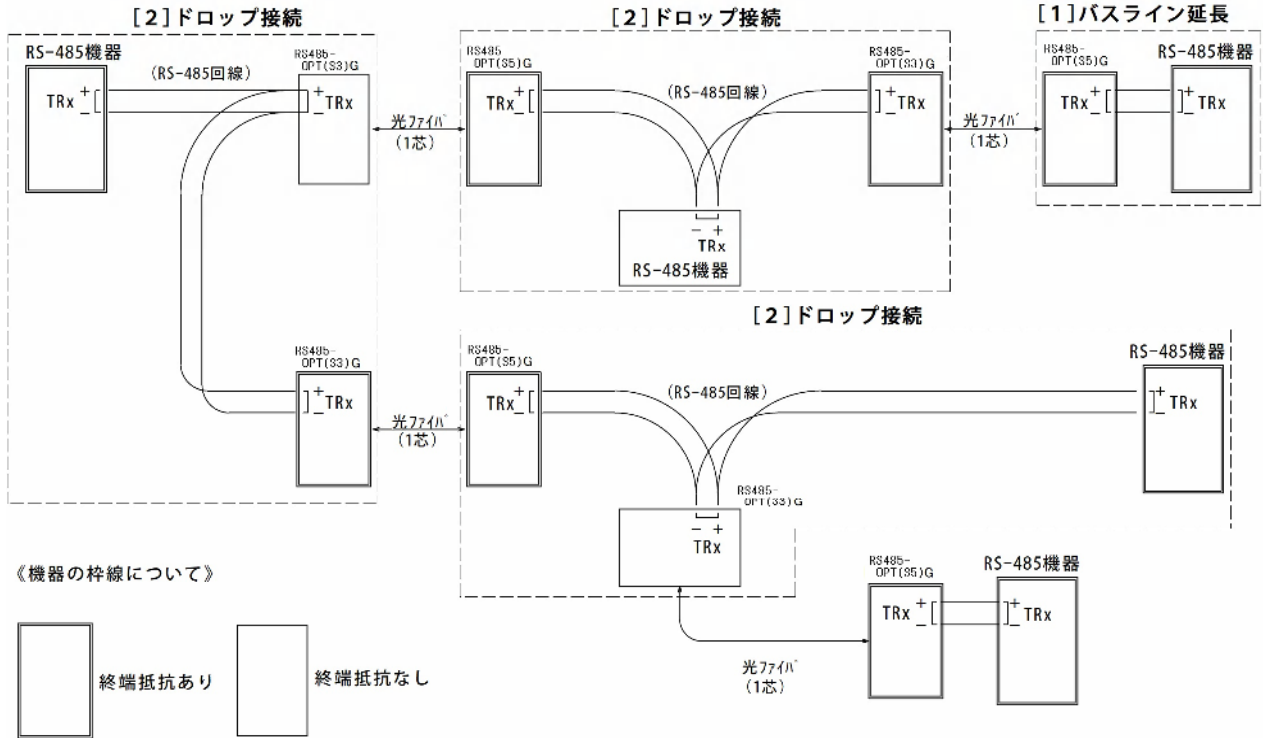 [2]ドロップ接続
RS-485機器
(RS-485回線)
RS485-
OPT(S3)G
TRx + −
+ − TRx
光ファイバ
(1芯)
RS485-
OPT(S3)G
+ − TRx
光ファイバ
(1芯)
[2]ドロップ接続
RS485
OPT(S5)G
TRx + −
(RS-485回線)
RS485-
OPT(S3)G
+ − TRx
− +
TRx
RS-485機器
光ファイバ
(1芯)
[1]バスライン延長
RS485-
OPT(S5)G
RS-485機器
TRx + −
+ − TRx
[2]ドロップ接続
RS485-
OPT(S5)G
TRx + −
(RS-485回線)
RS-485機器
+ − TRx
RS485-
OPT(S3)G
− +
TRx
光ファイバ
(1芯)
RS485-
OPT(S5)G
RS-485機器
TRx + −
+ − TRx
《機器の枠線について》
終端抵抗あり
終端抵抗なし